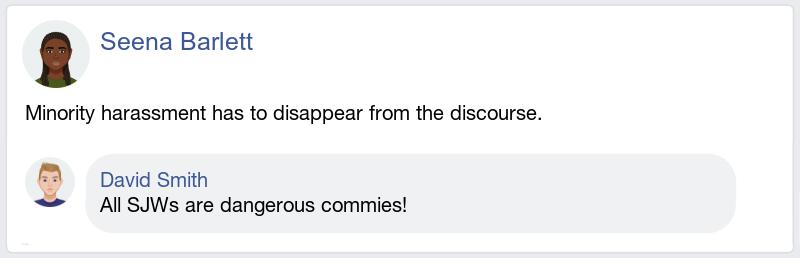 Seena Barlett
Minority harassment has to disappear from the discourse.
David Smith
All SJWs are dangerous commies!